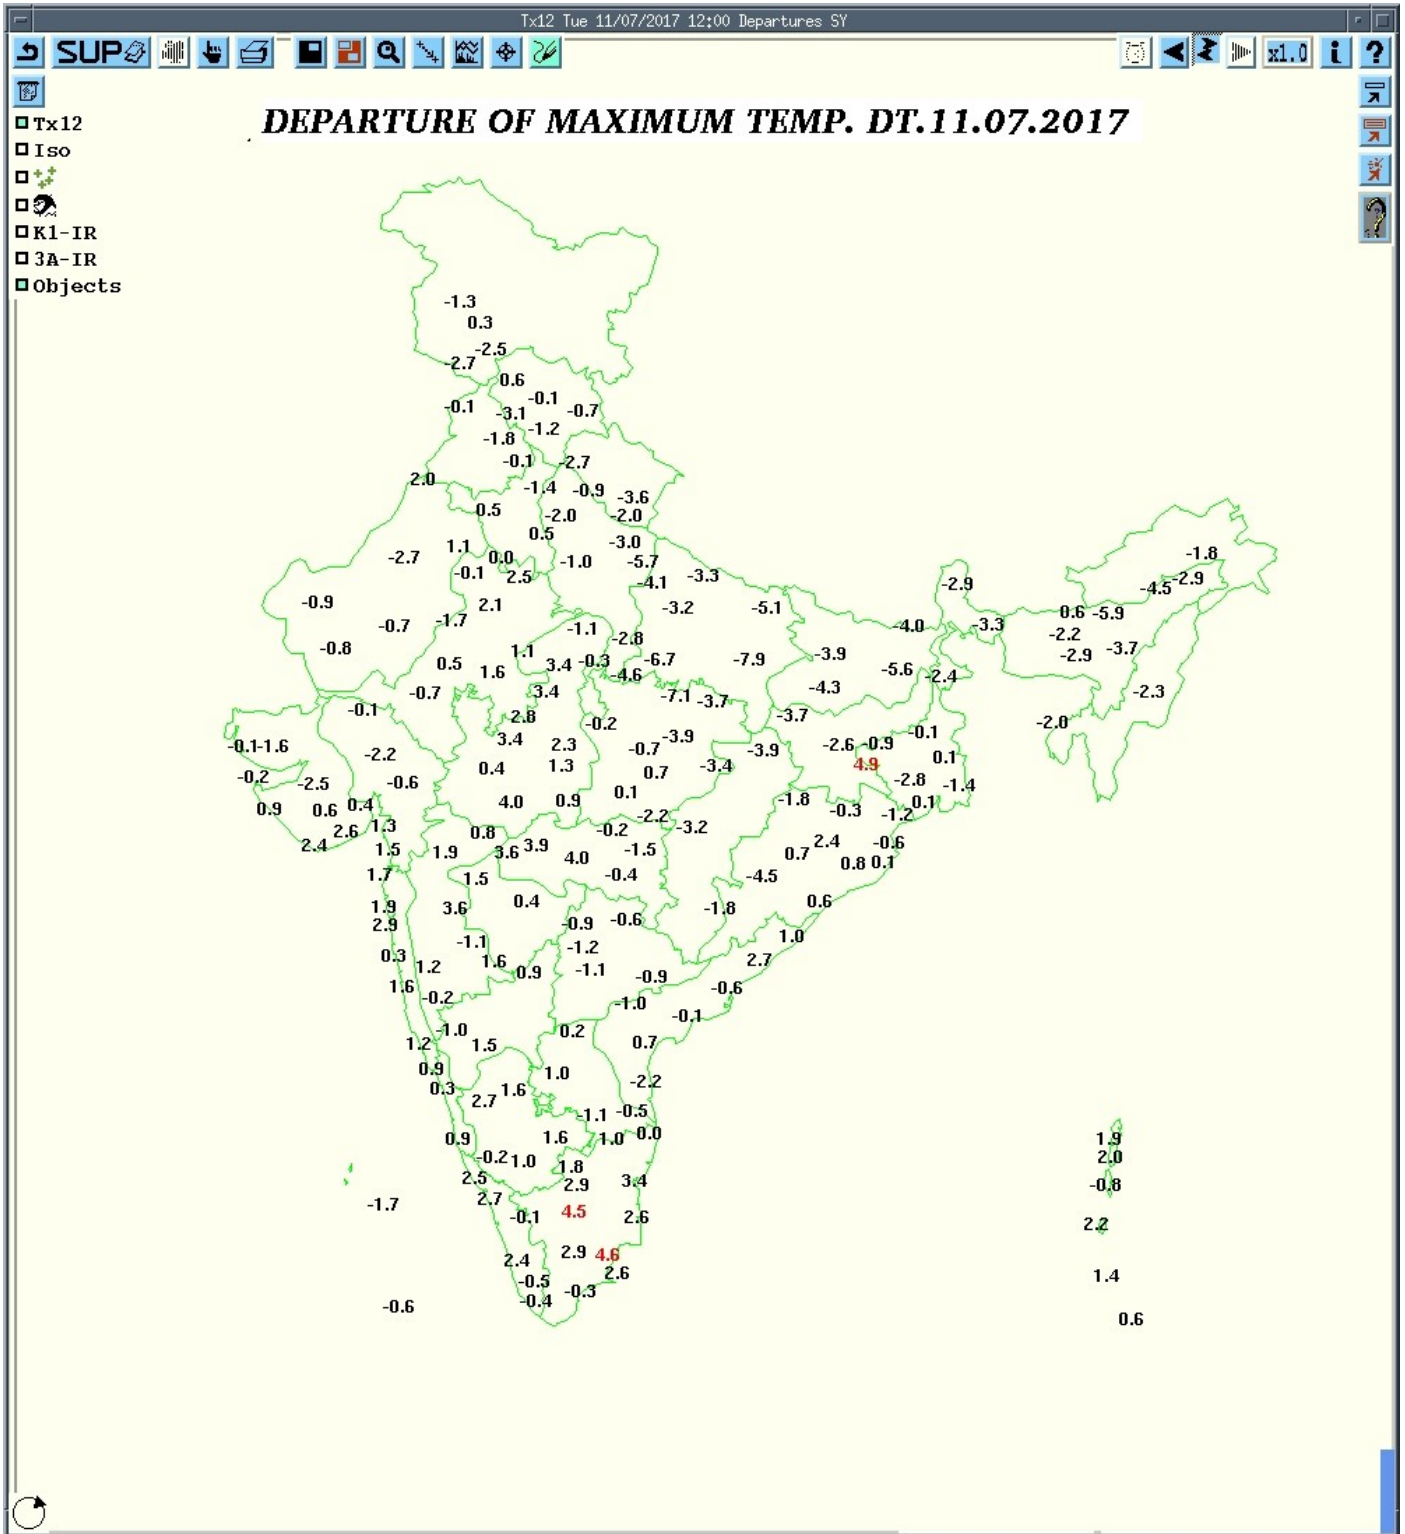 Tx12 Tue 11/07/2017 12:00 Departures SY
SUP x1.0 i ?
DEPARTURE OF MAXIMUM TEMP. DT.11.07.2017
Tx12
Iso
K1-IR
3A-IR
Objects
-1.3
0.3
-2.5
-2.7
0.6
-0.1
-0.1 -3.1 -0.7
-1.2
-1.8
-0.1 -2.7
2.0
-1.4 -0.9 -3.6
0.5 -2.0 -2.0
0.5
-3.0
1.1
-2.7 0.0 -1.0 -5.7 -1.8
-0.1 2.5 -4.1 -3.3 -2.9 -4.5 -2.9
-0.9 2.1 -3.2 -5.1 0.6 -5.9
-0.7 -1.7 -1.1 -4.0 -3.3
-2.8 -2.2
-0.8 1.1 -3.9 -2.9 -3.7
0.5 1.6 3.4 -0.3 -6.7 -7.9 -5.6
-4.6 -2.4
-0.7 3.4 -7.1 -3.7 -4.3 -2.3
-0.1 2.8 -0.2 -3.7 -2.0
-0.1 -1.6 3.4 2.3 -3.9 -2.6 -0.9 -0.1
-2.2 -0.7 -3.9 0.1
-0.2 0.4 1.3 0.7 -3.4 4.9
-2.5 -0.6 -2.8 -1.4
0.9 0.6 0.4 4.0 0.9 0.1 -1.8 0.1
-2.2 -0.3 -1.2
2.4 2.6 1.3 0.8 -0.2 -3.2
1.5 1.9 3.6 3.9 4.0 -1.5 0.7 2.4 -0.6
0.8 0.1
1.7 1.5 -0.4 -4.5
1.9 3.6 0.4 -1.8 0.6
2.9 -0.9 -0.6
-1.1 -1.2 1.0
0.3 1.2 1.6 0.9 -1.1 -0.9 2.7
1.6 -0.2 -0.6
-1.0 -0.1
-1.0 0.2
1.2 1.5 0.7
0.9 1.0 -2.2
0.3 2.7 1.6
-1.1 -0.5
0.9 1.6 1.0 0.0 1.9
-0.2 1.0 1.8 2.0
2.5 2.9 3.4 -0.8
-1.7 2.7
-0.1 4.5 2.6 2.2
2.4 2.9 4.6
-0.5 -0.3 2.6 1.4
-0.6 -0.4
0.6